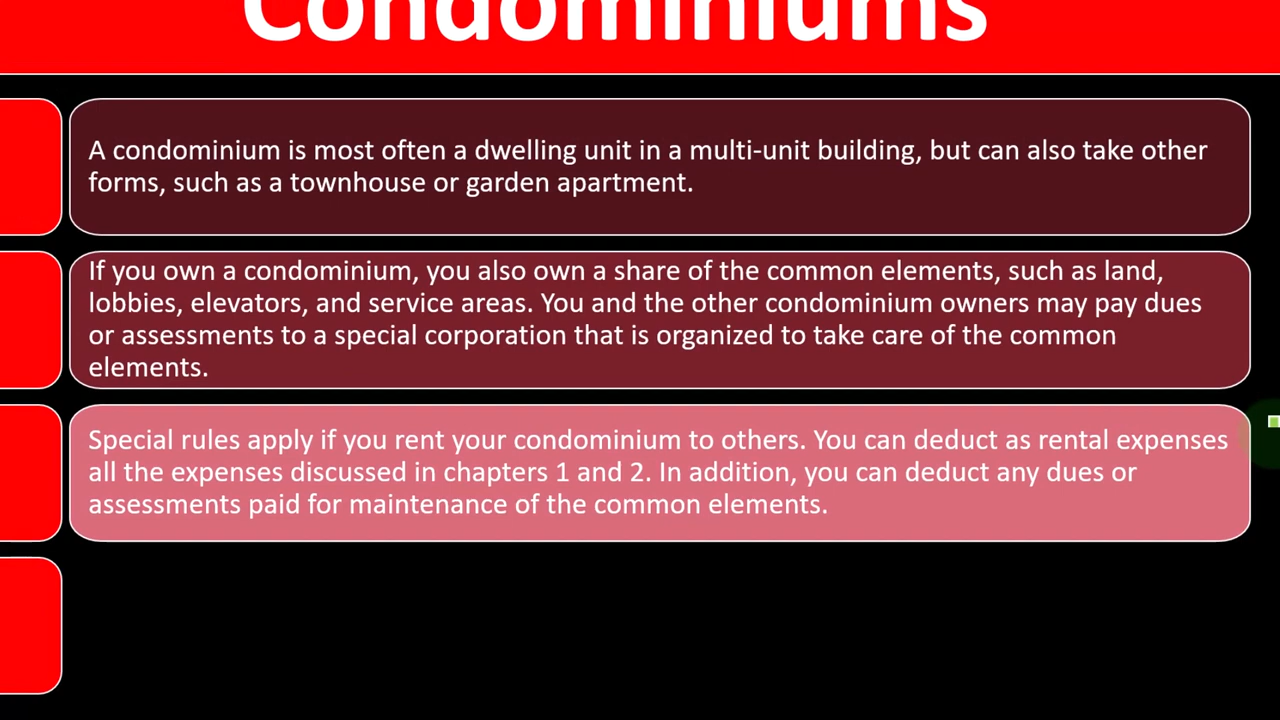 Condominiums
A condominium is most often a dwelling unit in a multi-unit building, but can also take other
forms, such as a townhouse or garden apartment.
If you own a condominium, you also own a share of the common elements, such as land,
lobbies, elevators, and service areas. You and the other condominium owners may pay dues
or assessments to a special corporation that is organized to take care of the common
elements.
Special rules apply if you rent your condominium to others. You can deduct as rental expenses
all the expenses discussed in chapters 1 and 2. In addition, you can deduct any dues or
assessments paid for maintenance of the common elements.